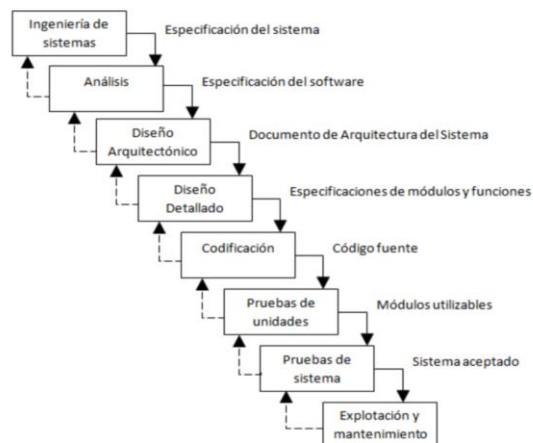 Ingeniería de
sistemas
Especificación del sistema
Análisis
Especificación del software
Diseño
Arquitectónico
Documento de Arquitectura del Sistema
Diseño
Detallado
Especificaciones de módulos y funciones
Codificación
Código fuente
Pruebas de
unidades
Módulos utilizables
Pruebas de
sistema
Sistema aceptado
Explotación y
mantenimiento